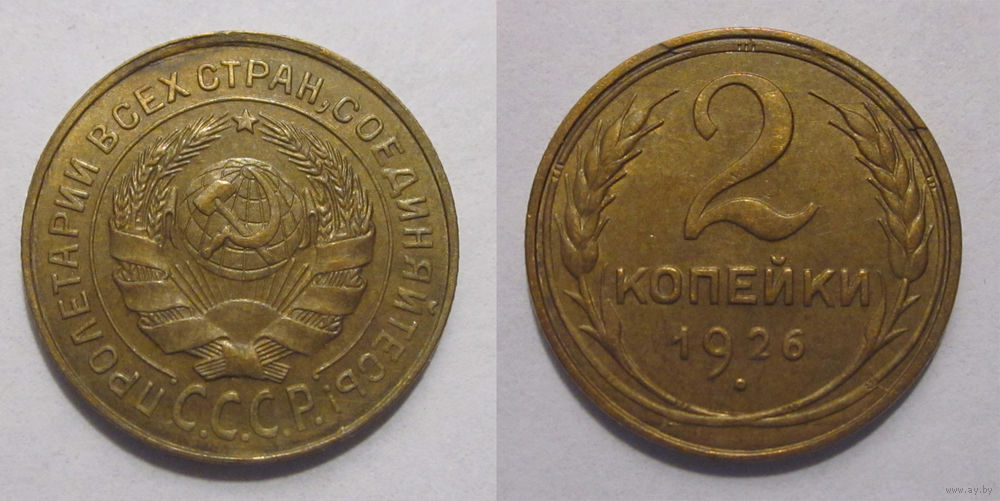 ПРОЛЕТАРИИ ВСЕХ СТРАН, СОЕДИНЯЙТЕСЬ!
С.С.С.Р.
2
КОПЕЙКИ
1926
www.ay.by